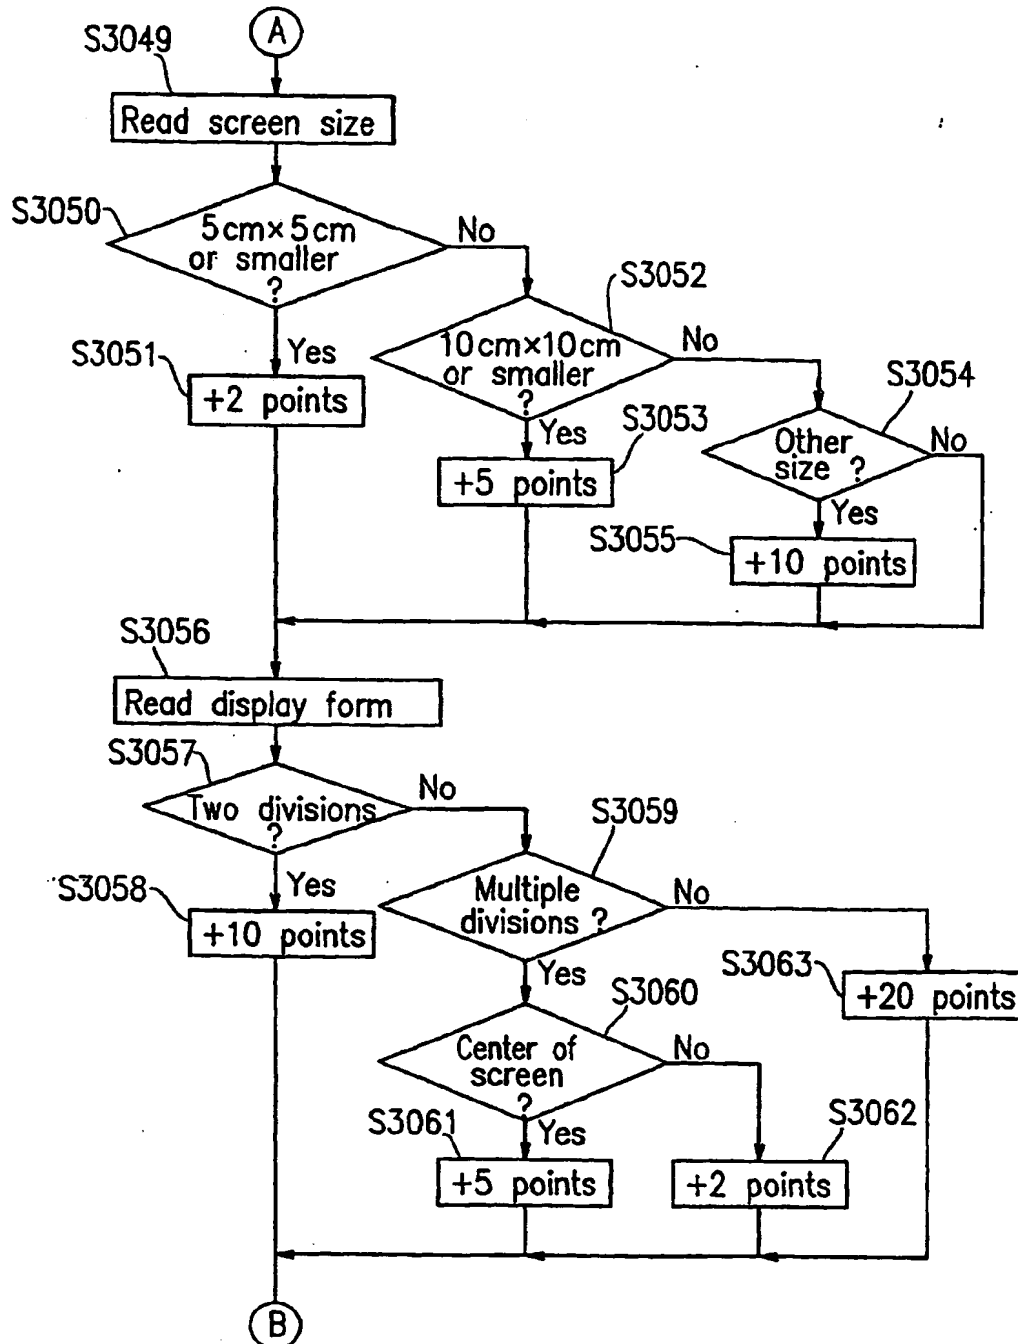 A
S3049
Read screen size
S3050
5cm×5cm
or smaller
?
No
Yes
S3051
+2 points
S3052
10cm×10cm
or smaller
?
No
Yes
S3053
+5 points
S3054
Other
size ?
No
Yes
S3055
+10 points
S3056
Read display form
S3057
Two divisions
?
No
Yes
S3058
+10 points
S3059
Multiple
divisions ?
No
Yes
S3063
+20 points
S3060
Center of
screen
?
No
Yes
S3061
+5 points
S3062
+2 points
B